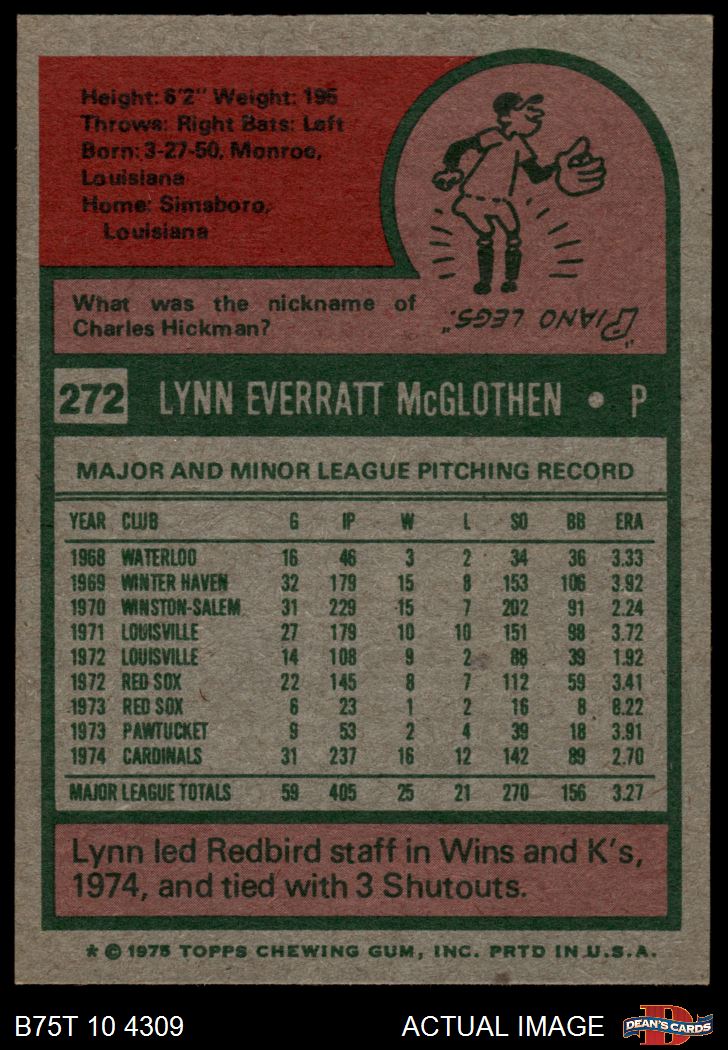 Height: 6'2" Weight: 195
Throws: Right Bats: Left
Born: 3-27-50, Monroe,
Louisiana
Home: Simsboro,
Louisiana
What was the nickname of
Charles Hickman?
"PIANO LEGS."
272 LYNN EVERRATT McGLOTHEN • P
MAJOR AND MINOR LEAGUE PITCHING RECORD
YEAR CLUB G IP W L SO BB ERA
1968 WATERLOO 16 46 3 2 34 36 3.33
1969 WINTER HAVEN 32 179 15 8 153 106 3.92
1970 WINSTON-SALEM 31 229 15 7 202 91 2.24
1971 LOUISVILLE 27 179 10 10 151 98 3.72
1972 LOUISVILLE 14 108 9 2 88 39 1.92
1972 RED SOX 22 145 8 7 112 59 3.41
1973 RED SOX 6 23 1 2 16 8 8.22
1973 PAWTUCKET 9 53 2 4 39 18 3.91
1974 CARDINALS 31 237 16 12 142 89 2.70
MAJOR LEAGUE TOTALS 59 405 25 21 270 156 3.27
Lynn led Redbird staff in Wins and K's,
1974, and tied with 3 Shutouts.
* © 1975 TOPPS CHEWING GUM, INC. PRTD IN U.S.A.
B75T 10 4309 ACTUAL IMAGE
D
DEAN'S CARDS